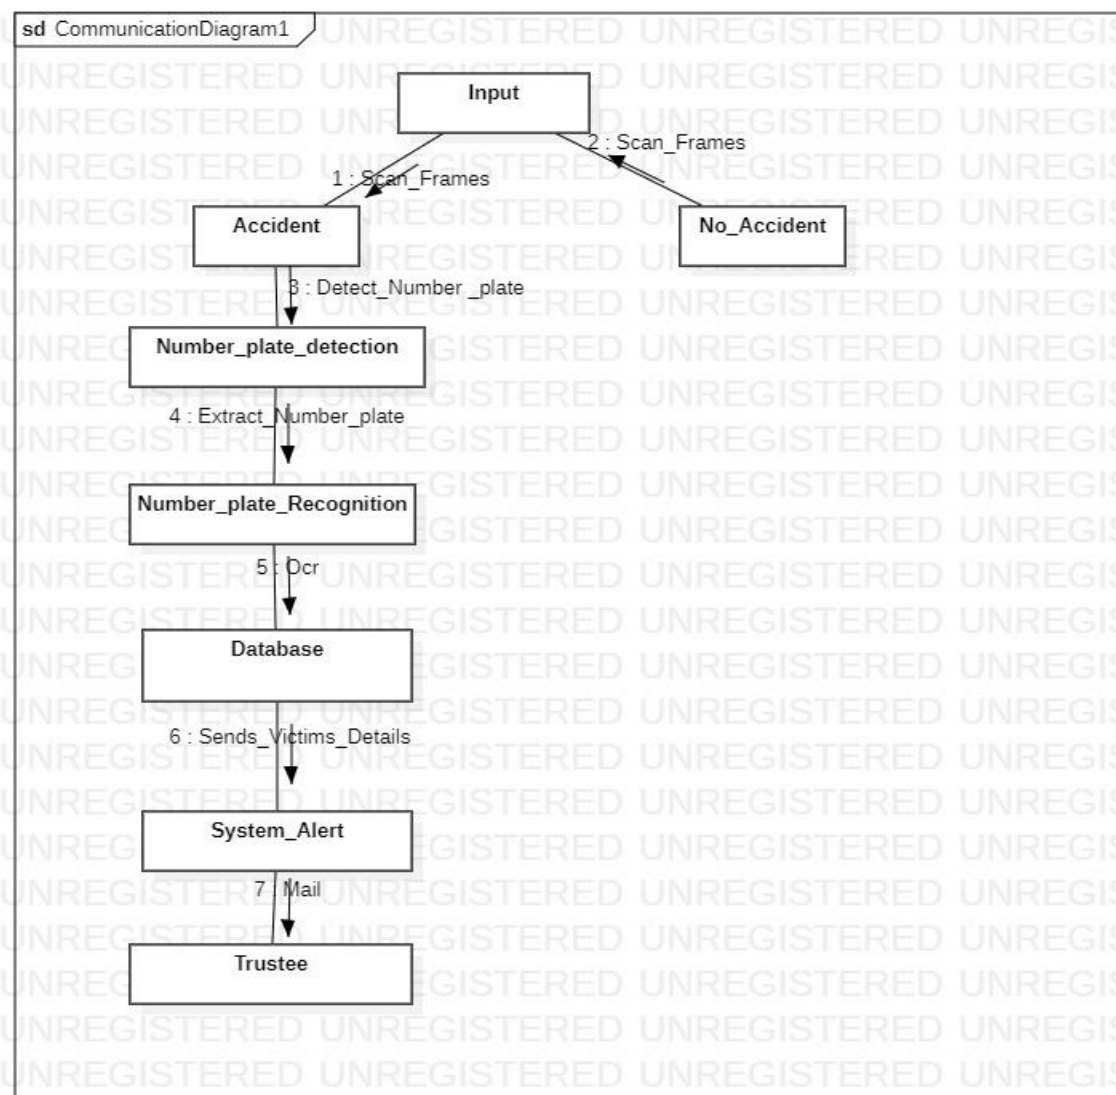 sd CommunicationDiagram1
Input
2 : Scan_Frames
1 : Scan_Frames
Accident
No_Accident
3 : Detect_Number _plate
Number_plate_detection
4 : Extract_Number_plate
Number_plate_Recognition
5 : Ocr
Database
6 : Sends_Victims_Details
System_Alert
7 : Mail
Trustee
UNREGISTERED